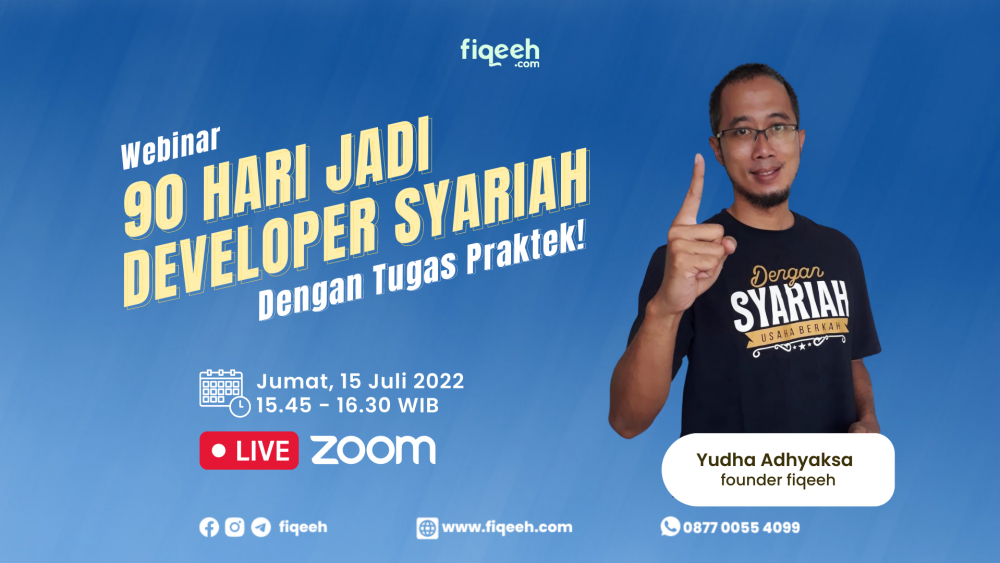 fiqeeh
.com
Webinar
90 HARI JADI
DEVELOPER SYARIAH
Dengan Tugas Praktek!
Dengan
SYARIAH
USAHA BERKAH
Jumat, 15 Juli 2022
15.45 - 16.30 WIB
LIVE zoom
Yudha Adhyaksa
founder fiqeeh
fiqeeh www.fiqeeh.com 0877 0055 4099